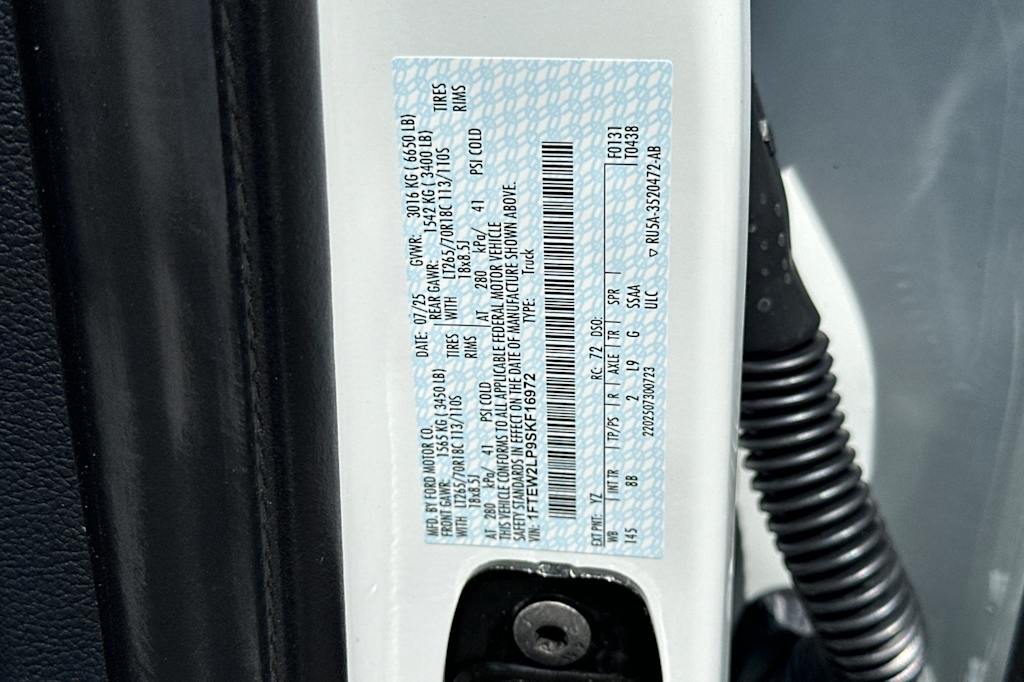 MFD. BY FORD MOTOR CO.
DATE: 07/25 GVWR: 3016 KG ( 6650 LB)
FRONT GAWR: 1565 KG ( 3450 LB) REAR GAWR: 1542 KG ( 3400 LB)
WITH LT265/70R18C 113/110S TIRES WITH LT265/70R18C 113/110S TIRES
18x8.5J RIMS 18x8.5J RIMS
AT 280 kPa/ 41 PSI COLD AT 280 kPa/ 41 PSI COLD
THIS VEHICLE CONFORMS TO ALL APPLICABLE FEDERAL MOTOR VEHICLE
SAFETY STANDARDS IN EFFECT ON THE DATE OF MANUFACTURE SHOWN ABOVE.
VIN: 1FTEW2LP9SKF16972 TYPE: Truck
EXT PNT: YZ RC: 72 DSO: F0131
WB INT TR TP/PS R AXLE TR SPR T0438
145 BB 2 L9 G SSAA
2202507300723 ULC ▽ RU5A-3520472-AB